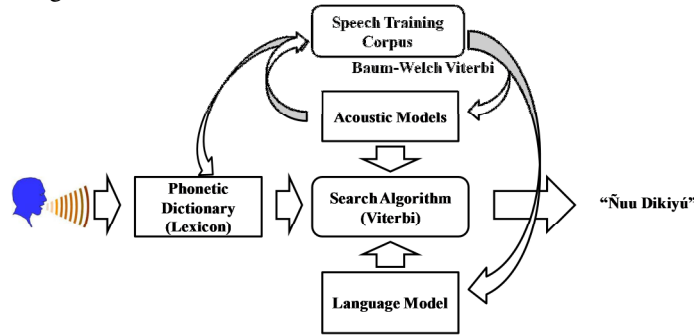 Speech Training
Corpus
Baum-Welch Viterbi
Acoustic Models
Phonetic
Dictionary
(Lexicon)
Search Algorithm
(Viterbi)
“Ñuu Dikiyú”
Language Model